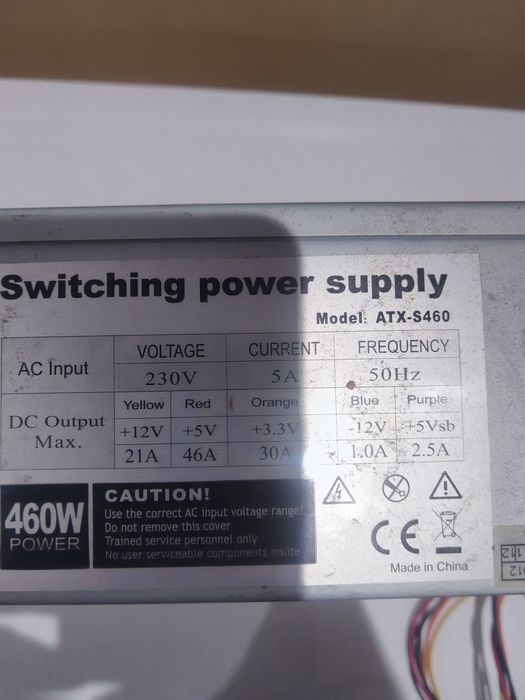 Switching power supply
Model: ATX-S460
AC Input VOLTAGE CURRENT FREQUENCY
230V 5A 50Hz
DC Output Max. Yellow Red Orange Blue Purple
+12V +5V +3.3V -12V +5Vsb
21A 46A 30A 1.0A 2.5A
460W POWER
CAUTION!
Use the correct AC input voltage range!
Do not remove this cover
Trained service personnel only
No user serviceable components inside
CE
Made in China